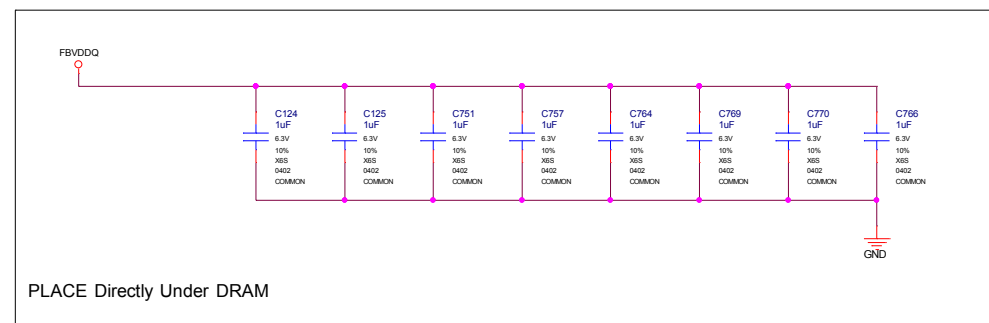 FBVDDQ
C124
1uF
6.3V
10%
X6S
0402
COMMON
C125
1uF
6.3V
10%
X6S
0402
COMMON
C751
1uF
6.3V
10%
X6S
0402
COMMON
C757
1uF
6.3V
10%
X6S
0402
COMMON
C764
1uF
6.3V
10%
X6S
0402
COMMON
C769
1uF
6.3V
10%
X6S
0402
COMMON
C770
1uF
6.3V
10%
X6S
0402
COMMON
C766
1uF
6.3V
10%
X6S
0402
COMMON
GND
PLACE Directly Under DRAM